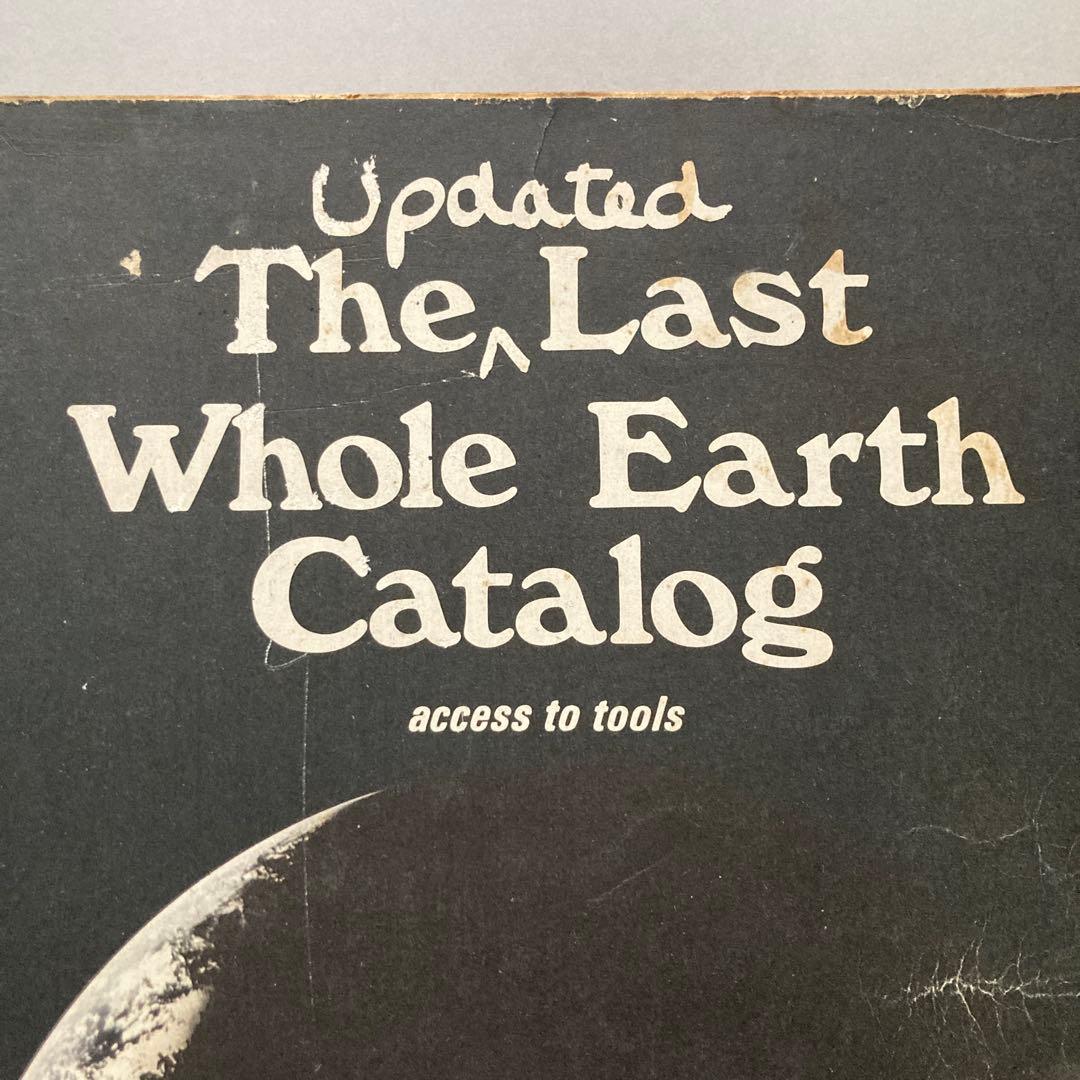 Updated
The ^ Last
Whole Earth
Catalog
access to tools